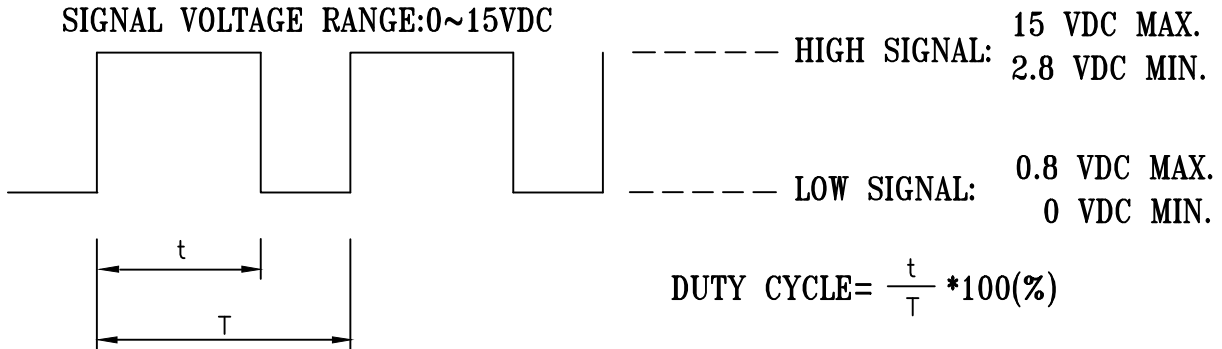 SIGNAL VOLTAGE RANGE:0~15VDC
HIGH SIGNAL: 15 VDC MAX.
2.8 VDC MIN.
LOW SIGNAL: 0.8 VDC MAX.
0 VDC MIN.
t
T
DUTY CYCLE= t/T *100(%)